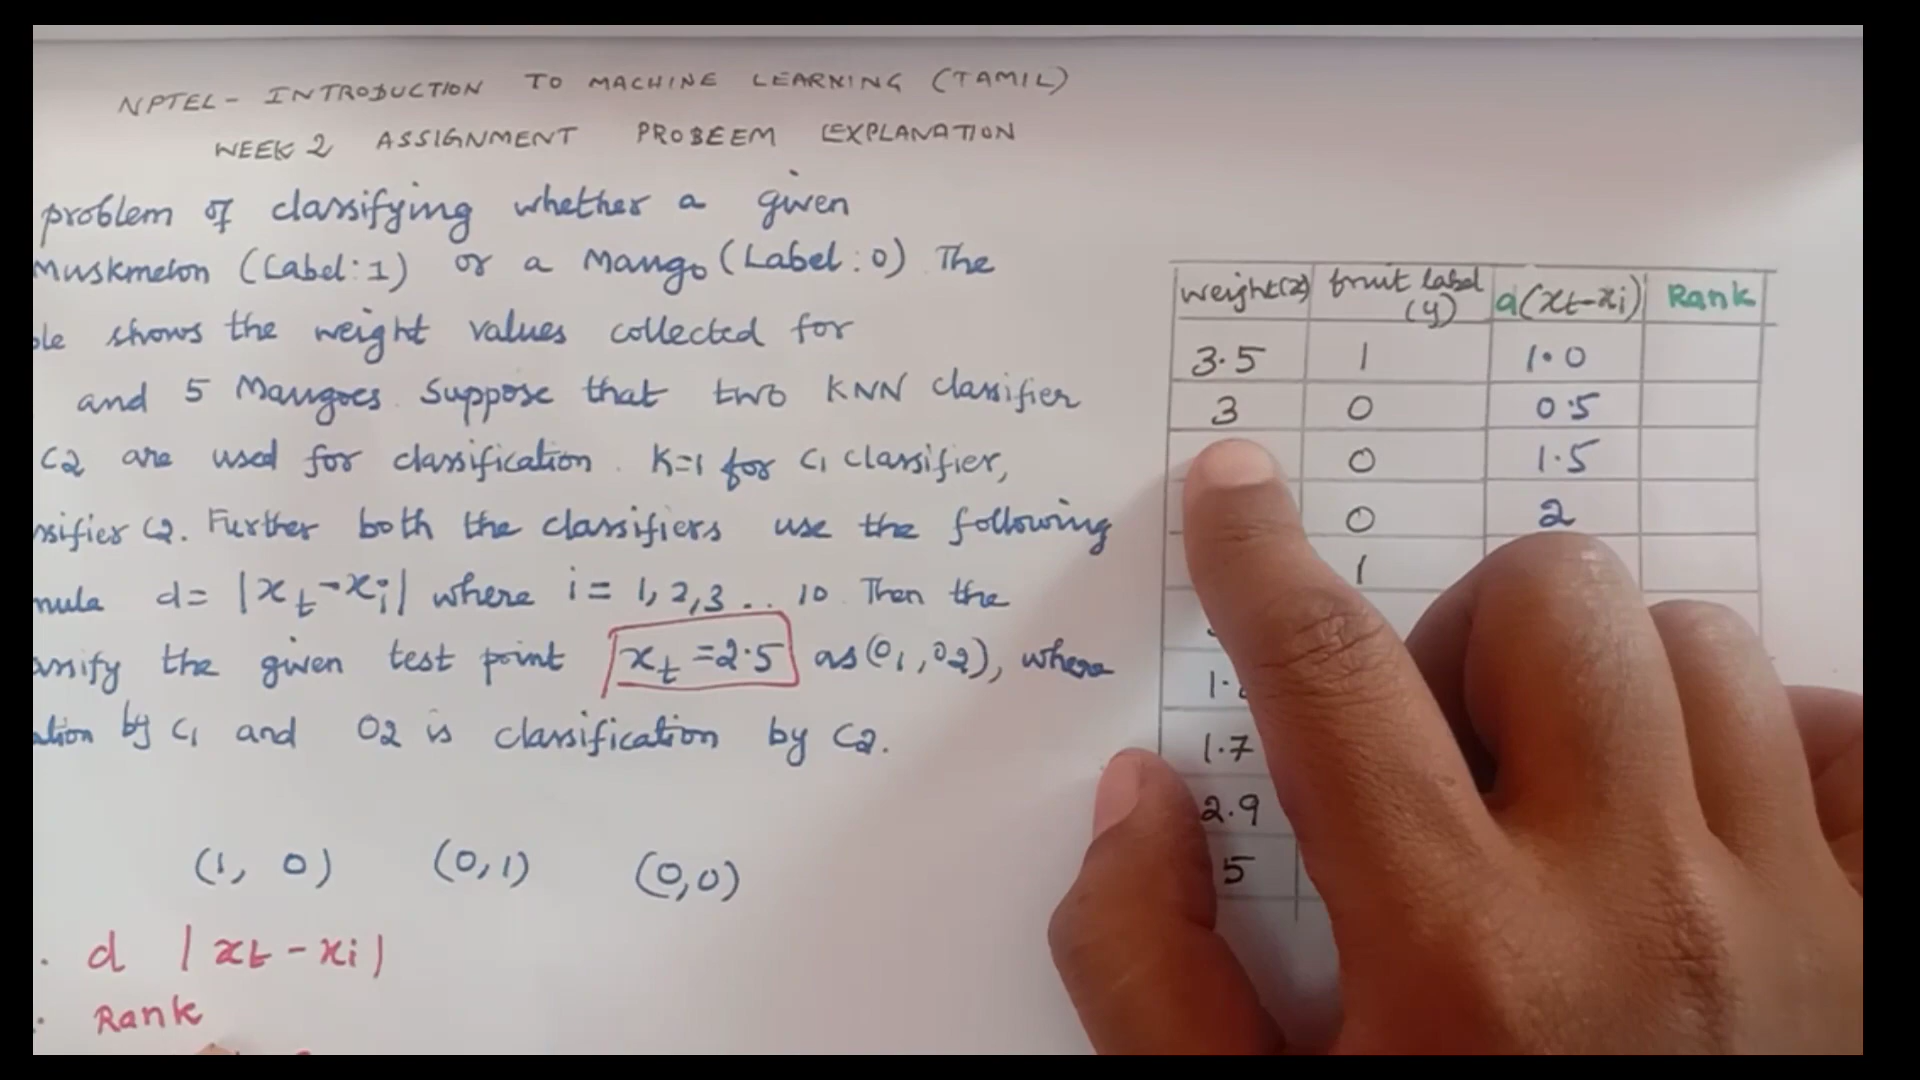 NPTEL - INTRODUCTION TO MACHINE LEARNING (TAMIL)
WEEK 2 ASSIGNMENT PROBEEM EXPLANATION
problem of classifying whether a given
Muskmelon (Label:1) or a Mango (Label:0) The
ble shows the weight values collected for
and 5 Mangoes. Suppose that two KNN classifier
C2 are used for classification. K=1 for C1 classifier,
ssifier C2. Further both the classifiers use the following
mula d= |xt-xi| where i= 1,2,3... 10. Then the
assify the given test point xt=2.5 as (O1,O2), where
ation by C1 and O2 is classification by C2.
(1, 0) (0,1) (0,0)
. d |xt-xi|
. Rank
weight(x) fruit label (y) d(xt-xi) Rank
3.5 1 1.0
3 0 0.5
0 1.5
0 2
1
1.
1.7
2.9
5